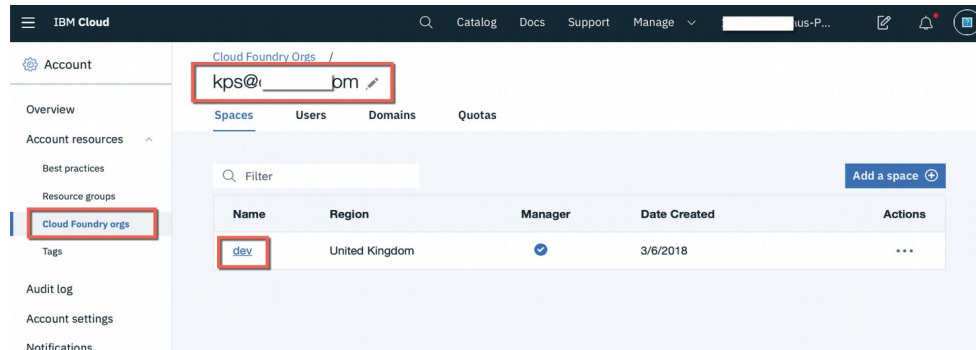 IBM Cloud Catalog Docs Support Manage us-P...
Account
Overview
Account resources
Best practices
Resource groups
Cloud Foundry orgs
Tags
Audit log
Account settings
Notifications
Cloud Foundry Orgs /
kps@
Spaces Users Domains Quotas
Filter
Add a space
Name Region Manager Date Created Actions
dev United Kingdom 3/6/2018 ...